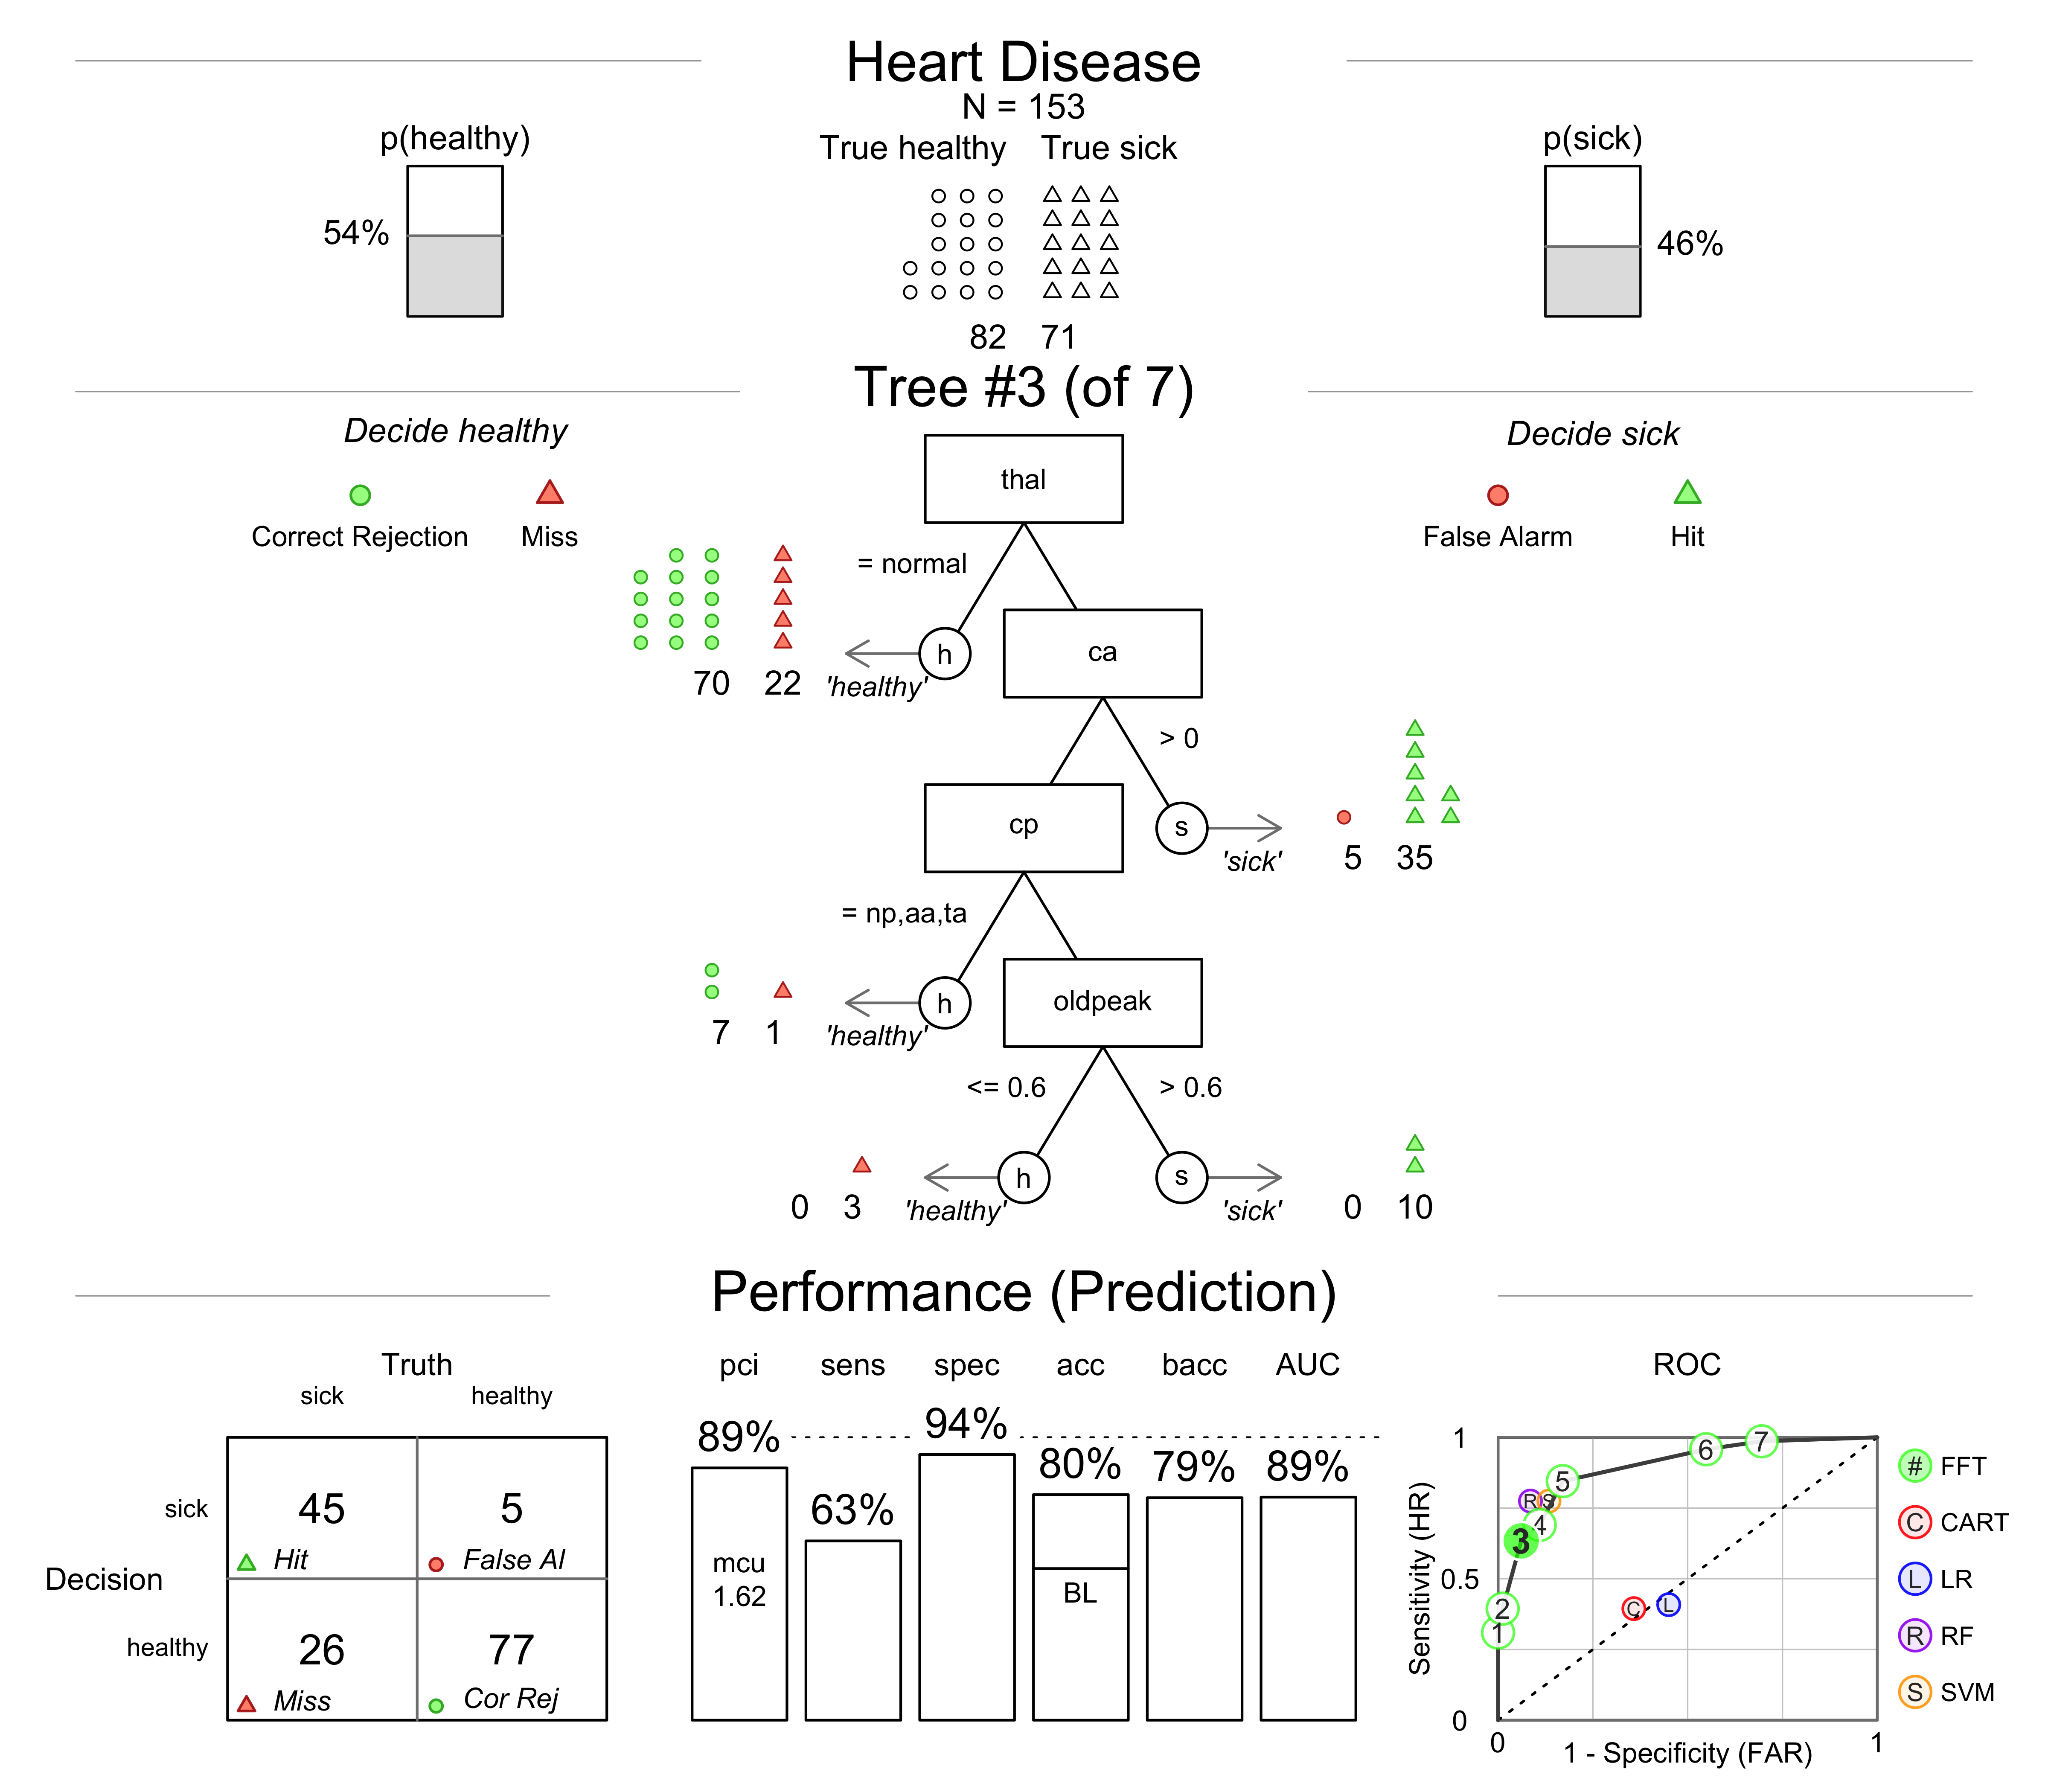 Heart Disease
N = 153
p(healthy)
True healthy True sick
p(sick)
54%
46%
82 71
Tree #3 (of 7)
Decide healthy
Decide sick
thal
Correct Rejection Miss
False Alarm Hit
= normal
h
ca
70 22 'healthy'
> 0
cp
s
'sick' 5 35
= np,aa,ta
h
oldpeak
7 1 'healthy'
<= 0.6 > 0.6
h
s
0 3 'healthy'
'sick' 0 10
Performance (Prediction)
Truth
sick healthy
Decision
sick
45
Hit
5
False Al
healthy
26
Miss
77
Cor Rej
pci sens spec acc bacc AUC
89% 63% 94% 80% 79% 89%
mcu
1.62
BL
ROC
1
0.5
0
Sensitivity (HR)
0 1
1 - Specificity (FAR)
1
2
3
4
5
6
7
R
S
C
L
# FFT
C CART
L LR
R RF
S SVM